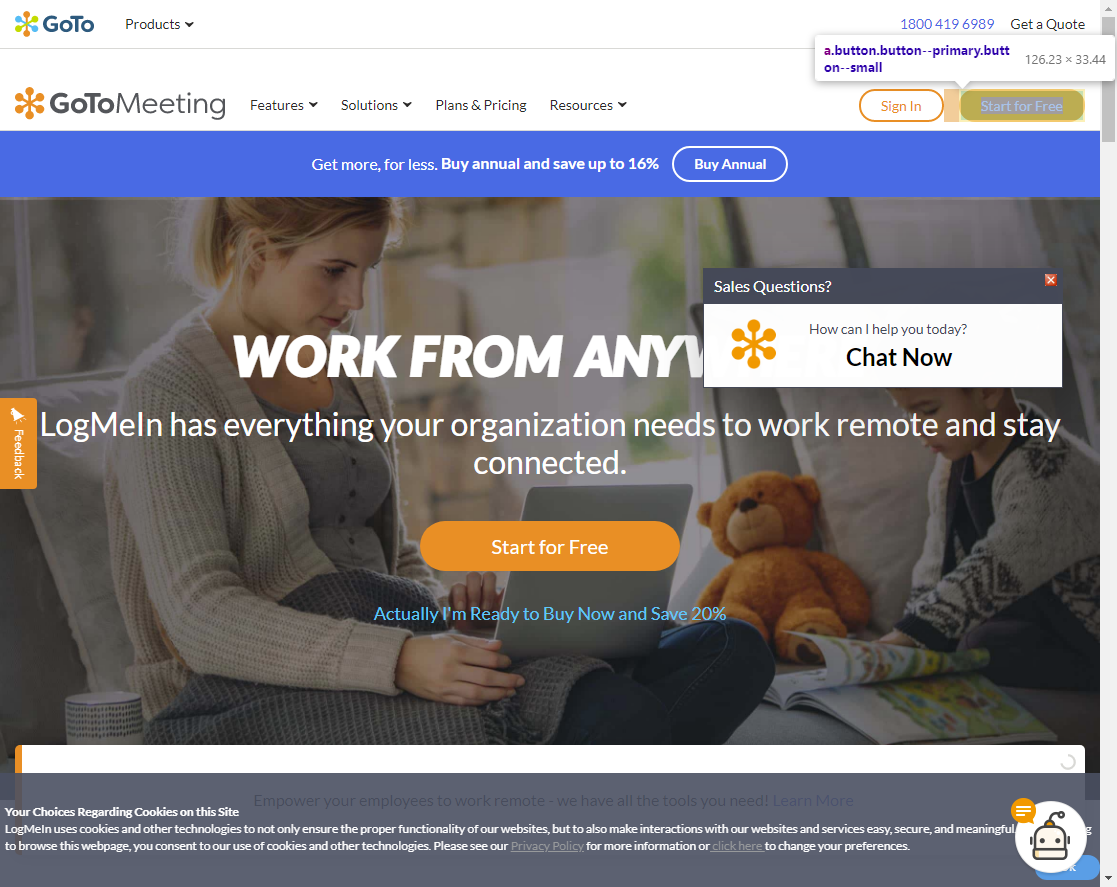 GoTo
Products
1800 419 6989
Get a Quote
a.button.button--primary.butt
on--small
126.23 × 33.44
GoToMeeting
Features
Solutions
Plans & Pricing
Resources
Sign In
Start for Free
Get more, for less. Buy annual and save up to 16%
Buy Annual
Sales Questions?
How can I help you today?
Chat Now
WORK FROM
LogMeIn has everything your organization needs to work remote and stay
connected.
Feedback
Start for Free
Actually I'm Ready to Buy Now and Save 20%
Empower your employees to work remote - we have all the tools you need! Learn More
Your Choices Regarding Cookies on this Site
LogMeIn uses cookies and other technologies to not only ensure the proper functionality of our websites, but to also make interactions with our websites and services easy, secure, and meaningful.
to browse this webpage, you consent to our use of cookies and other technologies. Please see our Privacy Policy for more information or click here to change your preferences.